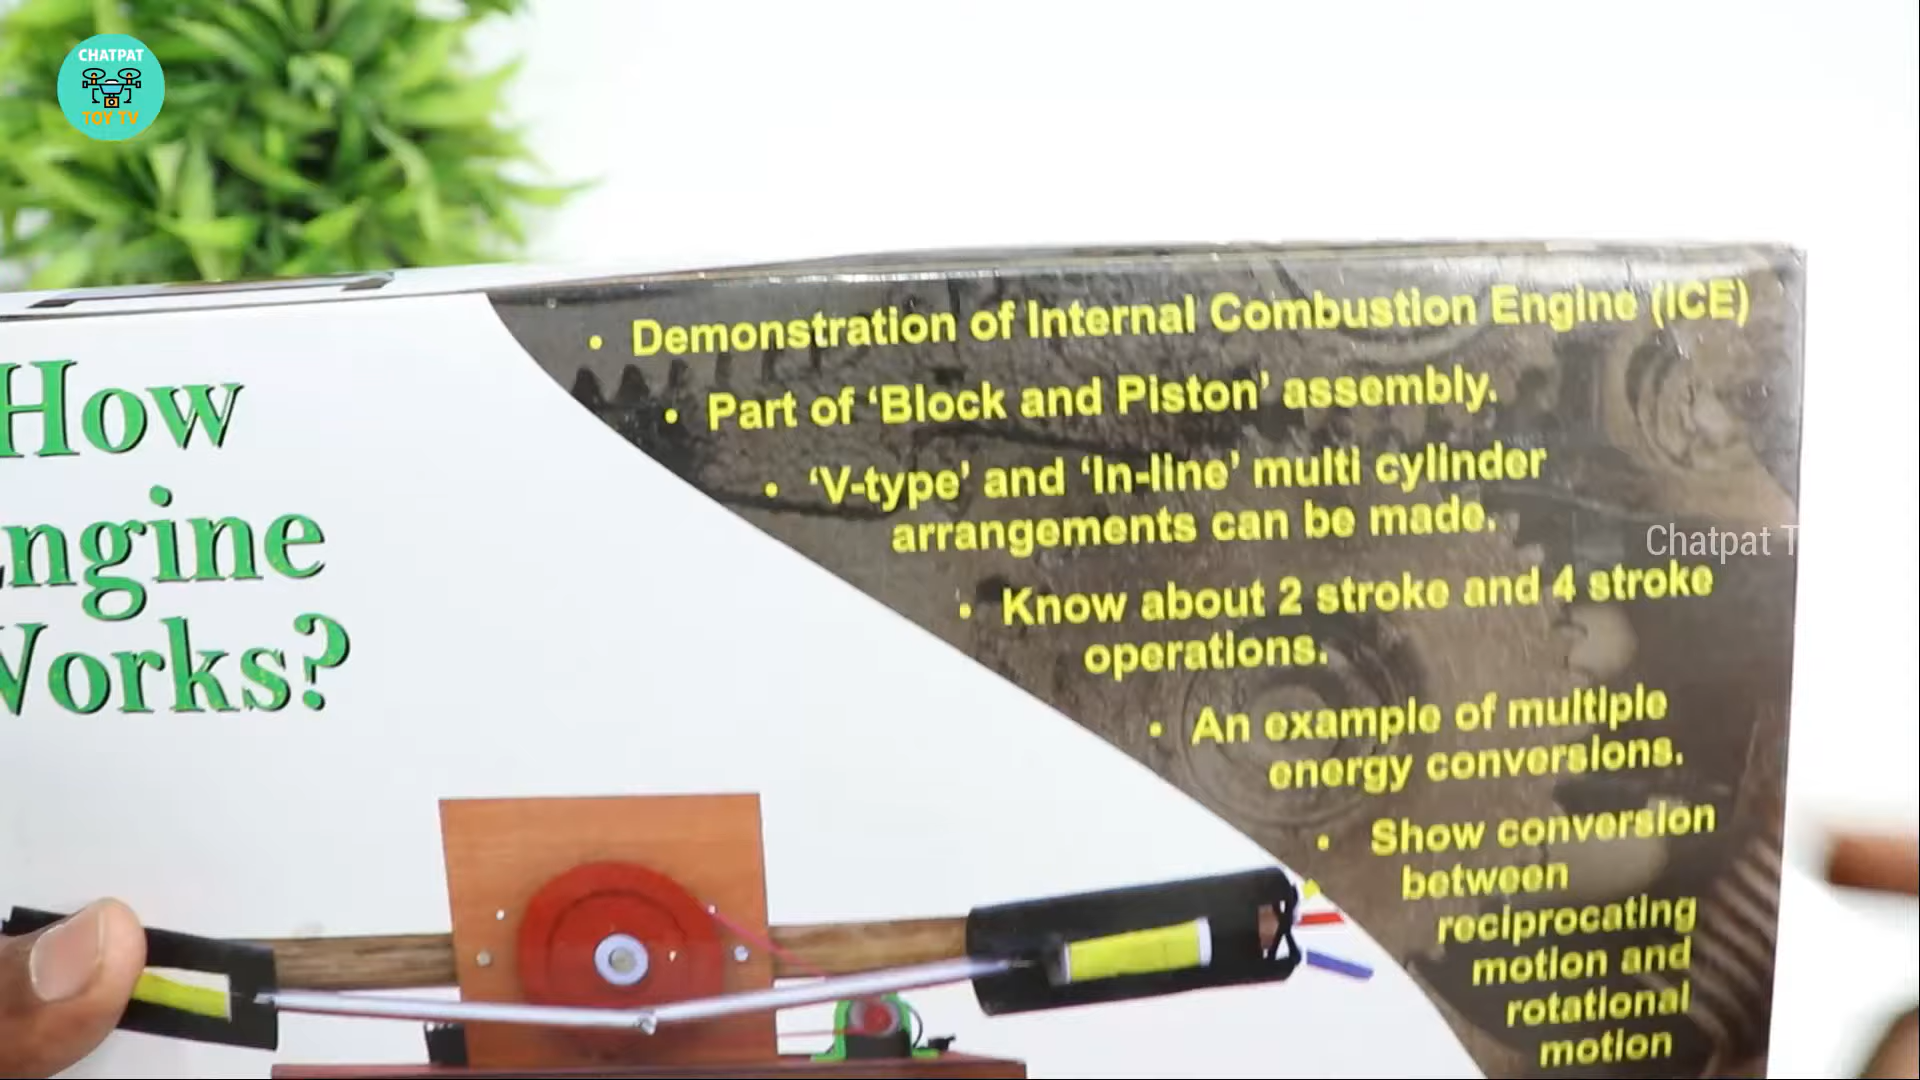 CHATPAT
TOY TV
How
ngine
Works?
• Demonstration of Internal Combustion Engine (ICE)
• Part of ‘Block and Piston’ assembly.
• ‘V-type’ and ‘In-line’ multi cylinder
arrangements can be made.
• Know about 2 stroke and 4 stroke
operations.
• An example of multiple
energy conversions.
• Show conversion
between
reciprocating
motion and
rotational
motion
Chatpat T